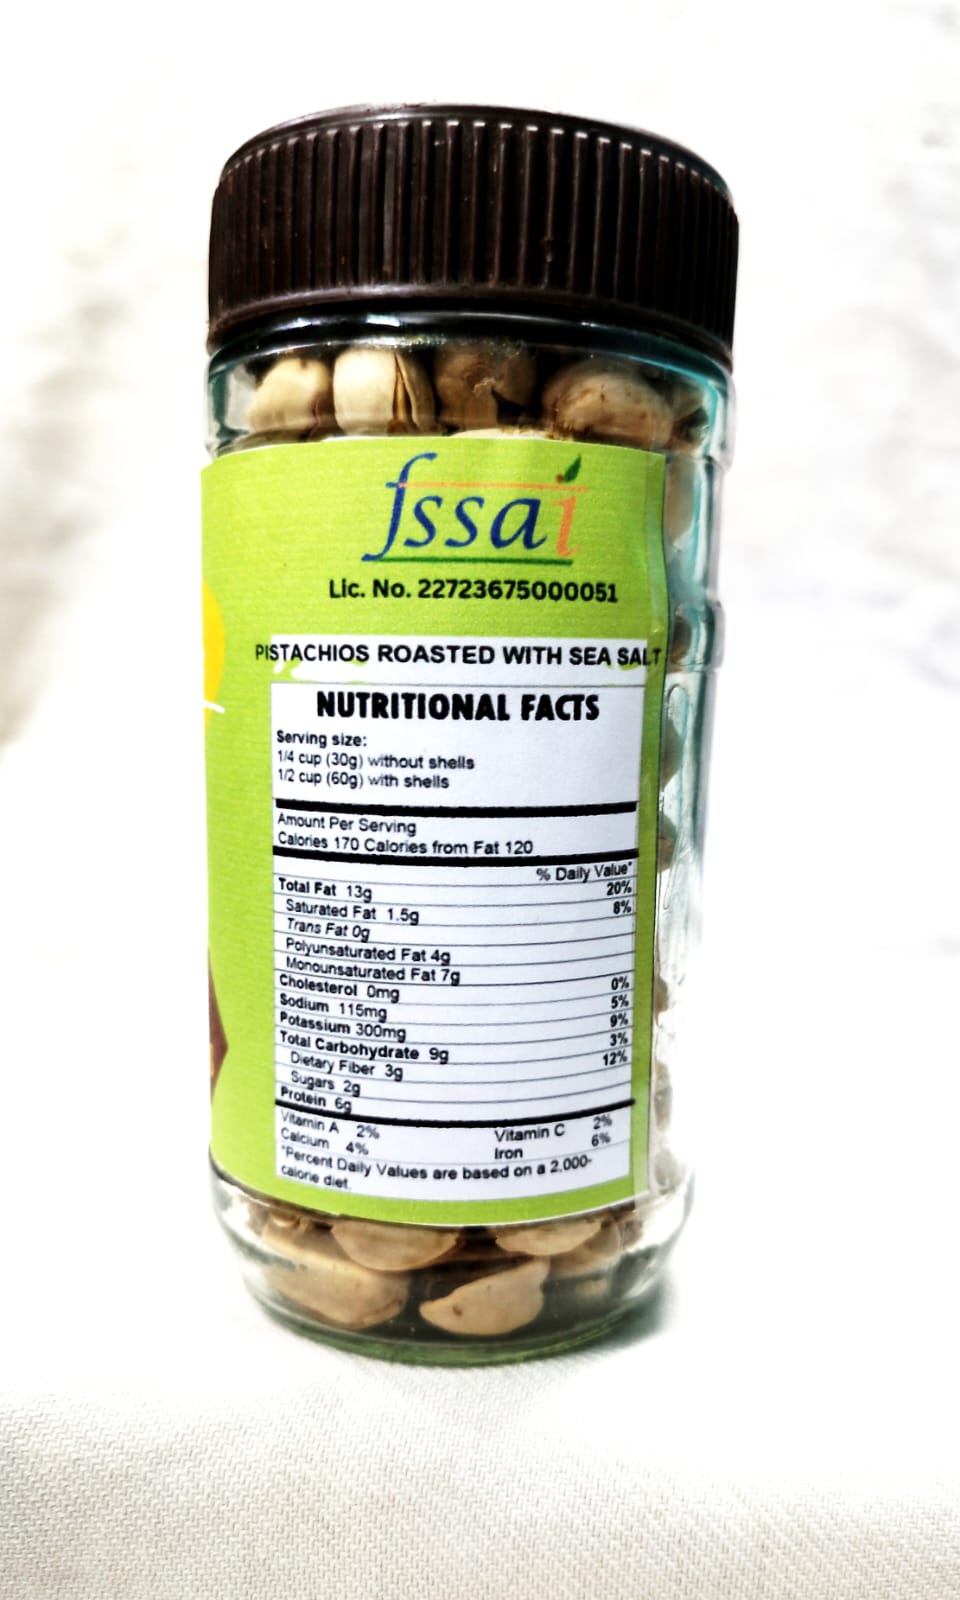 fssai
Lic. No. 22723675000051
PISTACHIOS ROASTED WITH SEA SALT
NUTRITIONAL FACTS
Serving size:
1/4 cup (30g) without shells
1/2 cup (60g) with shells
Amount Per Serving
Calories 170 Calories from Fat 120
% Daily Value*
Total Fat 13g 20%
Saturated Fat 1.5g 8%
Trans Fat 0g
Polyunsaturated Fat 4g
Monounsaturated Fat 7g
Cholesterol 0mg 0%
Sodium 115mg 5%
Potassium 300mg 9%
Total Carbohydrate 9g 3%
Dietary Fiber 3g 12%
Sugars 2g
Protein 6g
Vitamin A 2% Vitamin C 2%
Calcium 4% Iron 6%
*Percent Daily Values are based on a 2,000-
calorie diet.